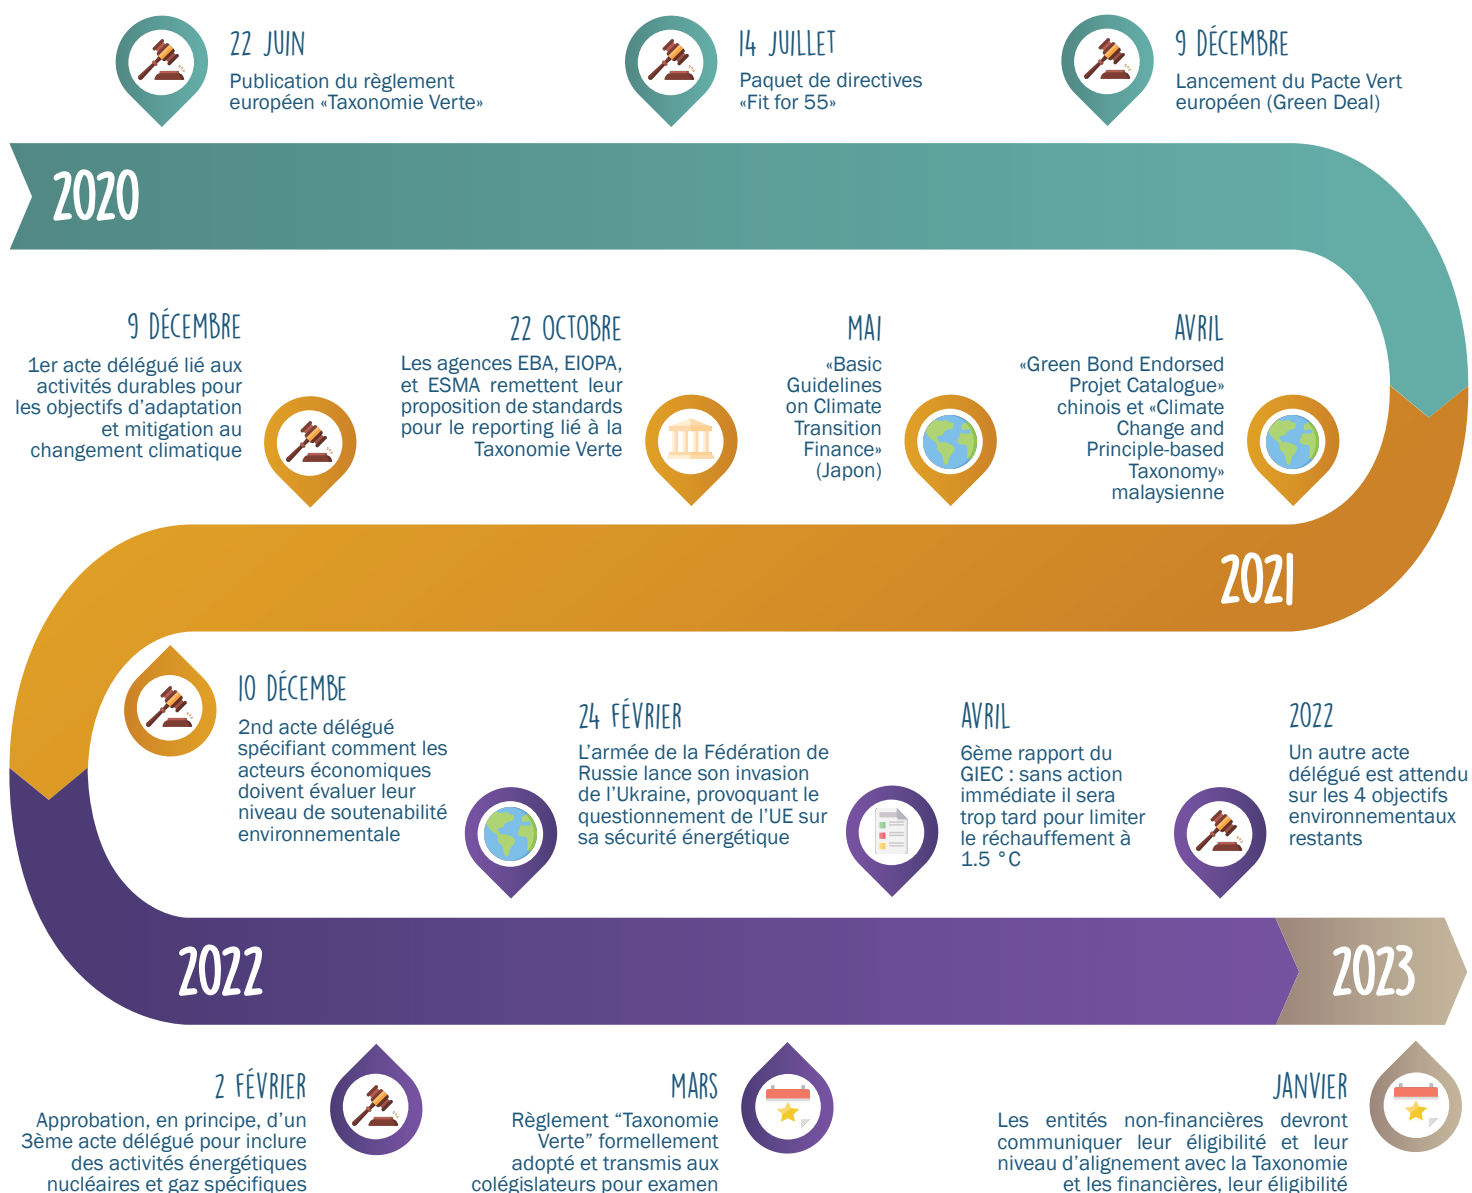 22 JUIN
Publication du règlement
européen «Taxonomie Verte»
14 JUILLET
Paquet de directives
«Fit for 55»
9 DÉCEMBRE
Lancement du Pacte Vert
européen (Green Deal)
2020
9 DÉCEMBRE
1er acte délégué lié aux
activités durables pour
les objectifs d'adaptation
et mitigation au
changement climatique
22 OCTOBRE
Les agences EBA, EIOPA,
et ESMA remettent leur
proposition de standards
pour le reporting lié à la
Taxonomie Verte
MAI
«Basic
Guidelines
on Climate
Transition
Finance»
(Japon)
AVRIL
«Green Bond Endorsed
Projet Catalogue»
chinois et «Climate
Change and
Principle-based
Taxonomy»
malaysienne
2021
10 DÉCEMBE
2nd acte délégué
spécifiant comment les
acteurs économiques
doivent évaluer leur
niveau de soutenabilité
environnementale
24 FÉVRIER
L'armée de la Fédération de
Russie lance son invasion
de l'Ukraine, provoquant le
questionnement de l'UE sur
sa sécurité énergétique
AVRIL
6ème rapport du
GIEC : sans action
immédiate il sera
trop tard pour limiter
le réchauffement à
1.5 °C
2022
Un autre acte
délégué est attendu
sur les 4 objectifs
environnementaux
restants
2022
2023
2 FÉVRIER
Approbation, en principe, d'un
3ème acte délégué pour inclure
des activités énergétiques
nucléaires et gaz spécifiques
MARS
Règlement “Taxonomie
Verte” formellement
adopté et transmis aux
colégislateurs pour examen
JANVIER
Les entités non-financières devront
communiquer leur éligibilité et leur
niveau d'alignement avec la Taxonomie
et les financières, leur éligibilité